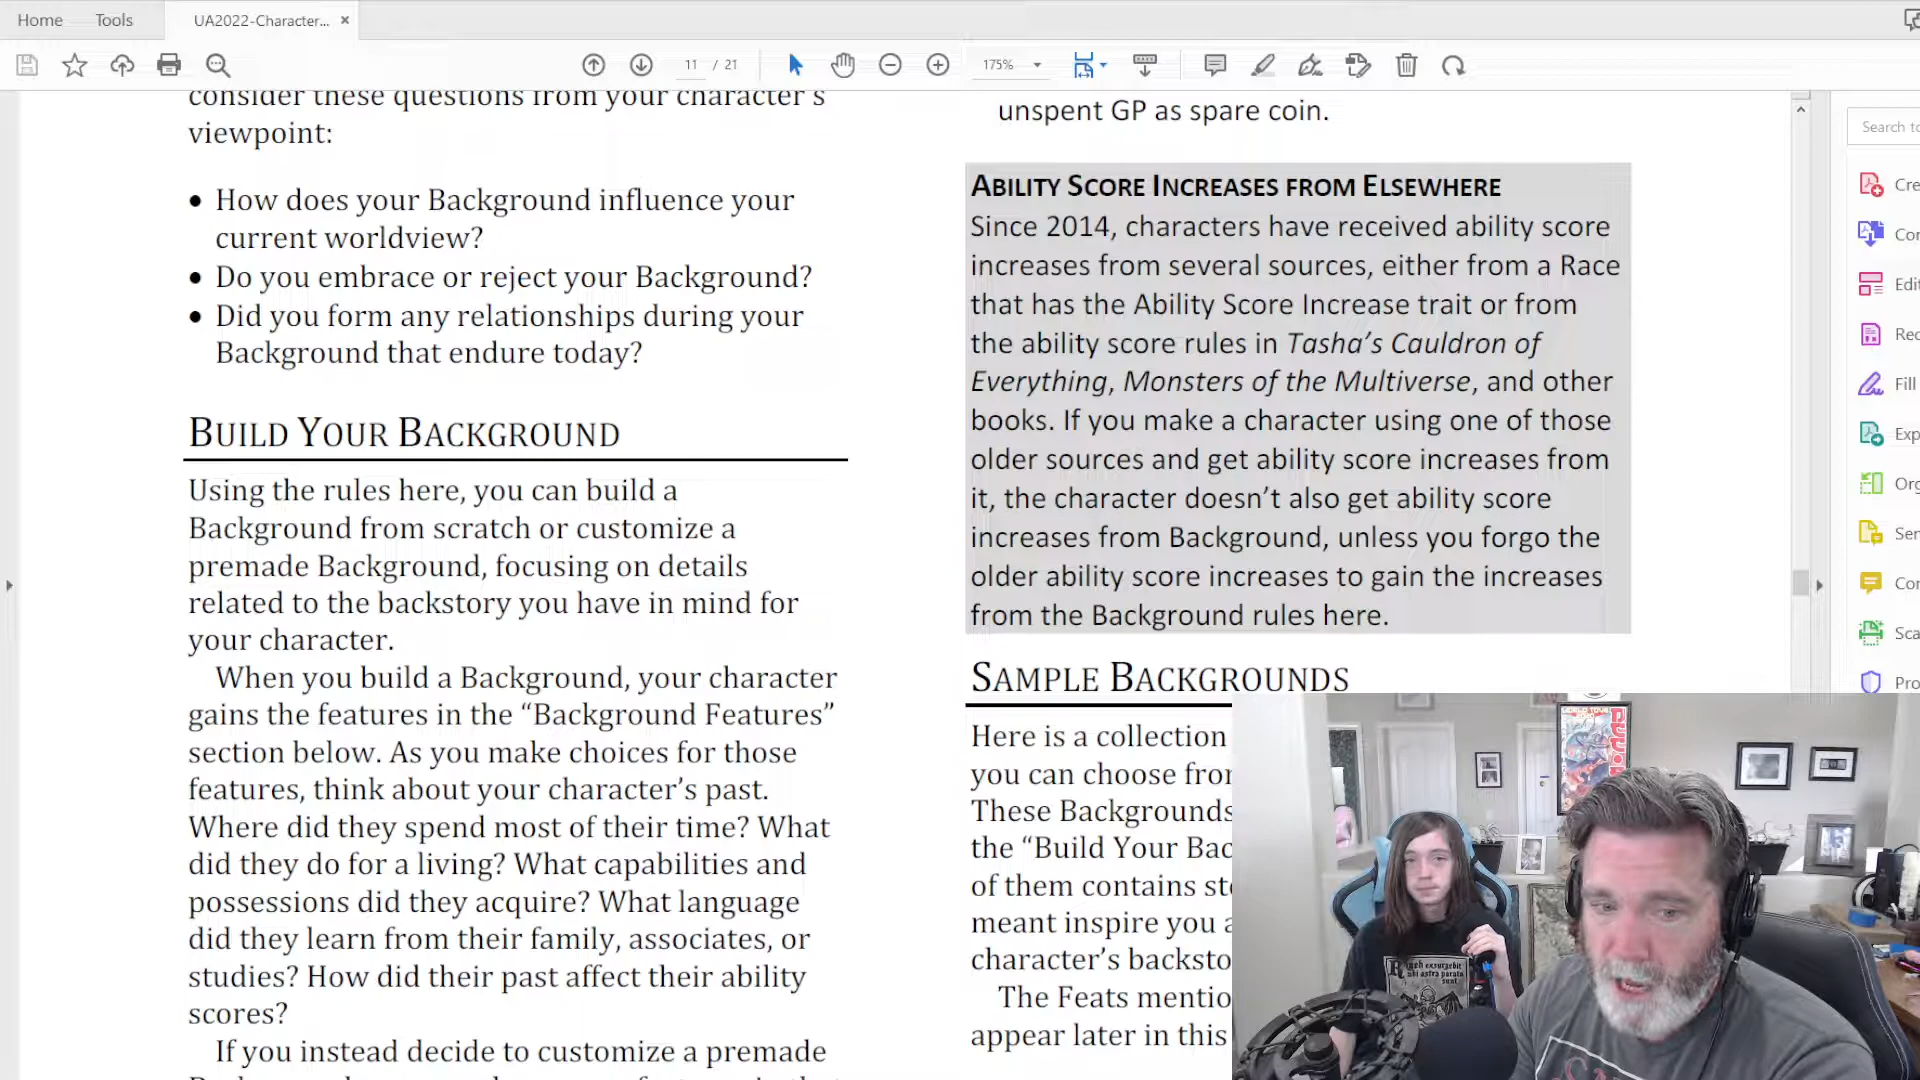 Home
Tools
UA2022-Character...
11 / 21
175%
consider these questions from your character's
viewpoint:
• How does your Background influence your
current worldview?
• Do you embrace or reject your Background?
• Did you form any relationships during your
Background that endure today?
BUILD YOUR BACKGROUND
Using the rules here, you can build a
Background from scratch or customize a
premade Background, focusing on details
related to the backstory you have in mind for
your character.
When you build a Background, your character
gains the features in the “Background Features”
section below. As you make choices for those
features, think about your character’s past.
Where did they spend most of their time? What
did they do for a living? What capabilities and
possessions did they acquire? What language
did they learn from their family, associates, or
studies? How did their past affect their ability
scores?
If you instead decide to customize a premade
unspent GP as spare coin.
ABILITY SCORE INCREASES FROM ELSEWHERE
Since 2014, characters have received ability score
increases from several sources, either from a Race
that has the Ability Score Increase trait or from
the ability score rules in Tasha’s Cauldron of
Everything, Monsters of the Multiverse, and other
books. If you make a character using one of those
older sources and get ability score increases from
it, the character doesn’t also get ability score
increases from Background, unless you forgo the
older ability score increases to gain the increases
from the Background rules here.
SAMPLE BACKGROUNDS
Here is a collection
you can choose from
These Backgrounds
the “Build Your Bac
of them contains st
meant inspire you a
character’s backsto
The Feats mentio
appear later in this
Search to
Cre
Edi
Rec
Fill
Exp
Org
Sen
Sca
Pro
WORLD TOUR